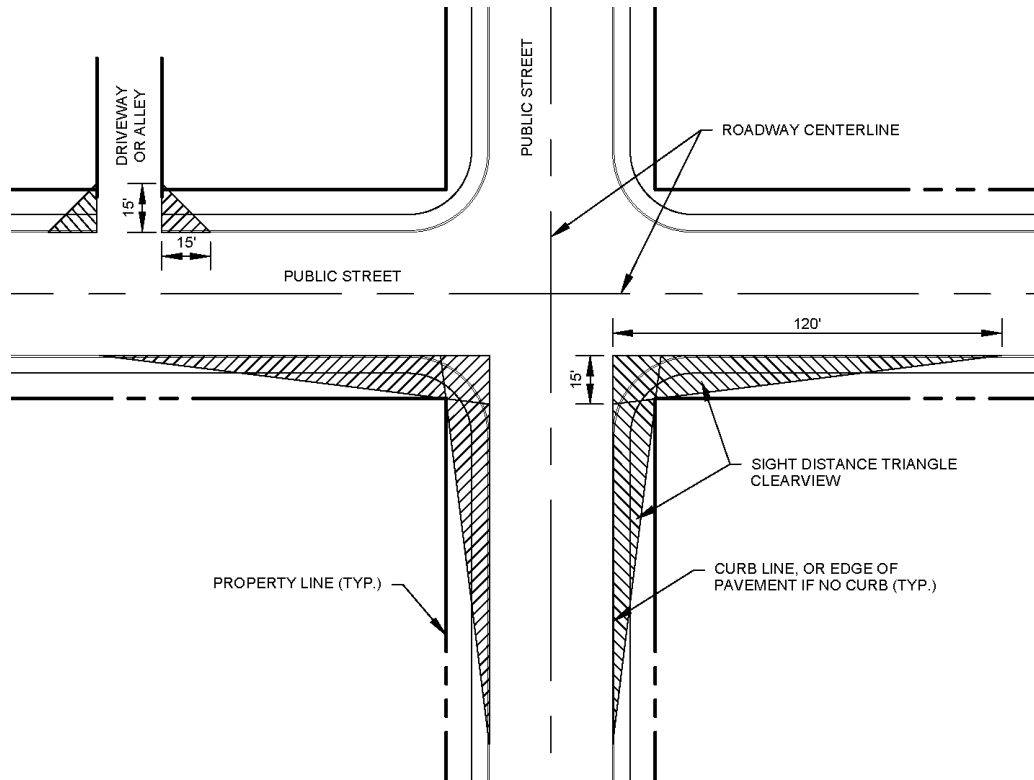 DRIVEWAY
OR ALLEY
PUBLIC STREET
ROADWAY CENTERLINE
15'
15'
PUBLIC STREET
120'
15'
SIGHT DISTANCE TRIANGLE
CLEARVIEW
PROPERTY LINE (TYP.)
CURB LINE, OR EDGE OF
PAVEMENT IF NO CURB (TYP.)